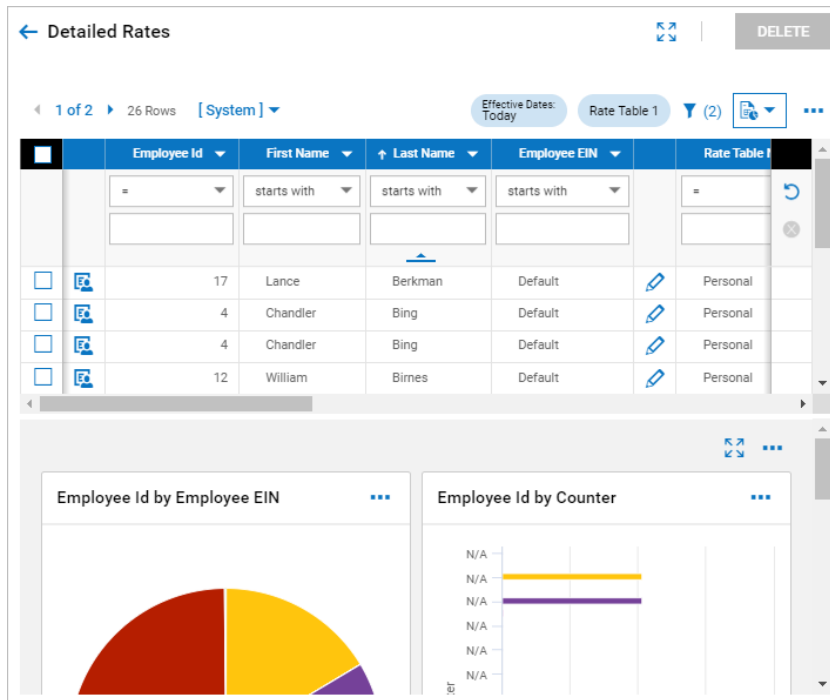 Detailed Rates
DELETE
1 of 2
26 Rows
[ System ]
Effective Dates:
Today
Rate Table 1
(2)
Employee Id
First Name
Last Name
Employee EIN
Rate Table
=
starts with
starts with
starts with
=
17 Lance Berkman Default Personal
4 Chandler Bing Default Personal
4 Chandler Bing Default Personal
12 William Birnes Default Personal
Employee Id by Employee EIN
Employee Id by Counter
N/A
N/A
N/A
N/A
N/A
N/A